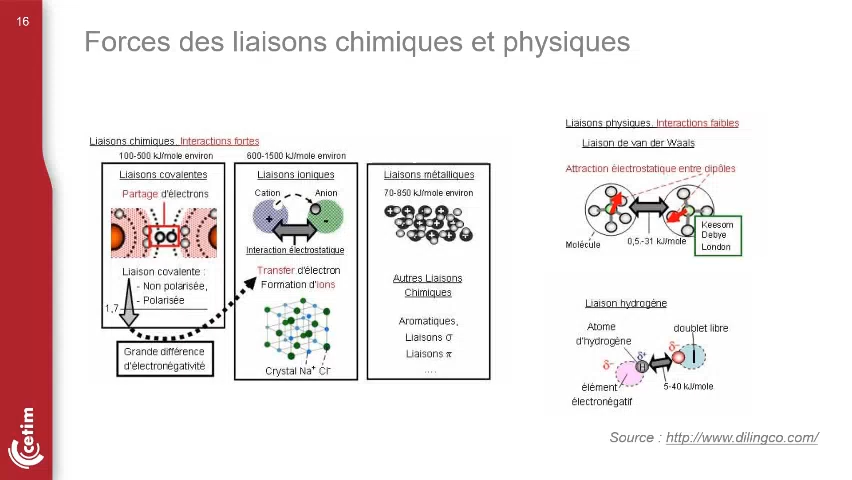 16
Forces des liaisons chimiques et physiques
Liaisons chimiques. Interactions fortes
100-500 kJ/mole environ
600-1500 kJ/mole environ
Liaisons covalentes
Partage d'électrons
Liaison covalente :
- Non polarisée,
- Polarisée
1,7
Grande différence
d'électronégativité
Liaisons ioniques
Cation
Anion
+
-
Interaction électrostatique
Transfer d'électron
Formation d'ions
Crystal Na⁺ Cl⁻
Liaisons métalliques
70-850 kJ/mole environ
Autres Liaisons
Chimiques
Aromatiques,
Liaisons σ
Liaisons π
....
Liaisons physiques. Interactions faibles
Liaison de van der Waals
Attraction électrostatique entre dipôles
Molécule
0,5.-31 kJ/mole
Keesom
Debye
London
Liaison hydrogène
Atome
d'hydrogène
doublet libre
δ⁻
δ⁺
H
δ⁻
5-40 kJ/mole
élément
électronégatif
cetim
Source : http://www.dilingco.com/